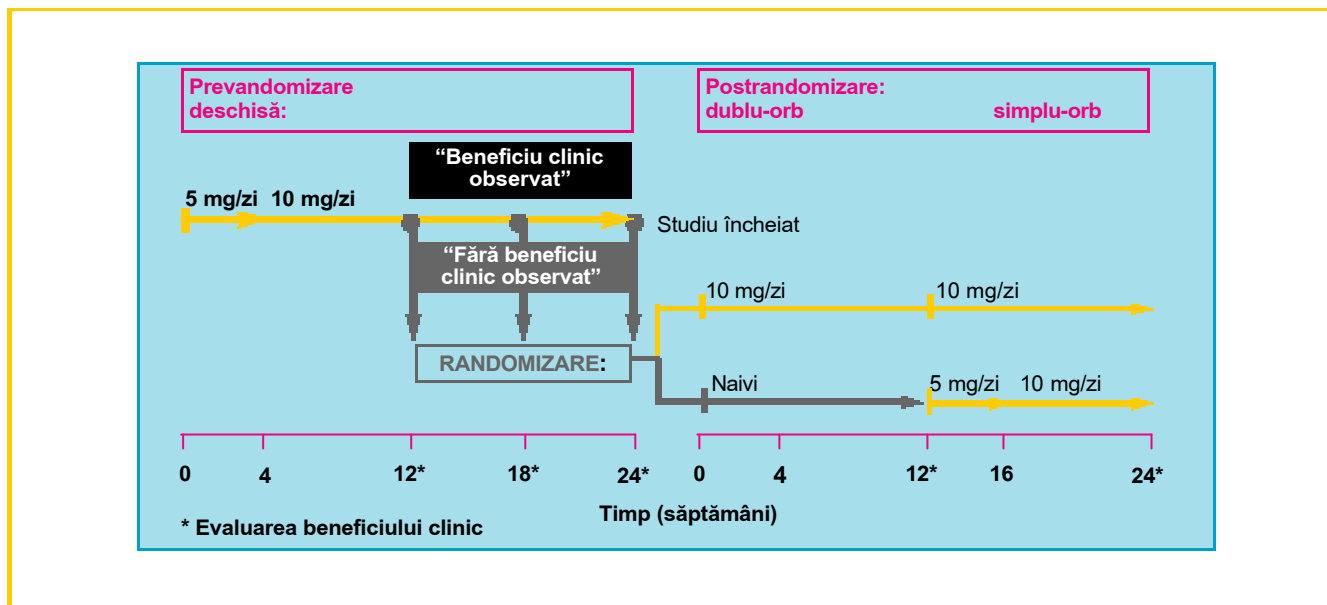 Prevandomizare
deschisă:
Postrandomizare:
dublu-orb simplu-orb
“Beneficiu clinic
observat”
5 mg/zi 10 mg/zi
Studiu încheiat
“Fără beneficiu
clinic observat”
10 mg/zi 10 mg/zi
RANDOMIZARE:
Naivi 5 mg/zi 10 mg/zi
0 4 12* 18* 24* 0 4 12* 16 24*
Timp (săptămâni)
* Evaluarea beneficiului clinic